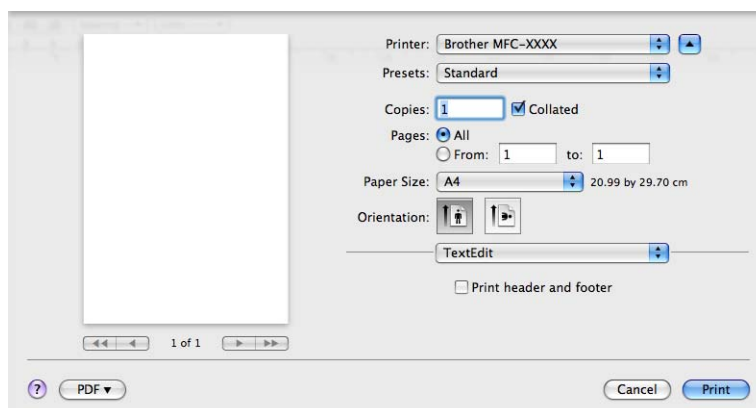 Printer: Brother MFC-XXXX
Presets: Standard
Copies: 1 Collated
Pages: All
From: 1 to: 1
Paper Size: A4 20.99 by 29.70 cm
Orientation:
TextEdit
Print header and footer
1 of 1
? PDF Cancel Print